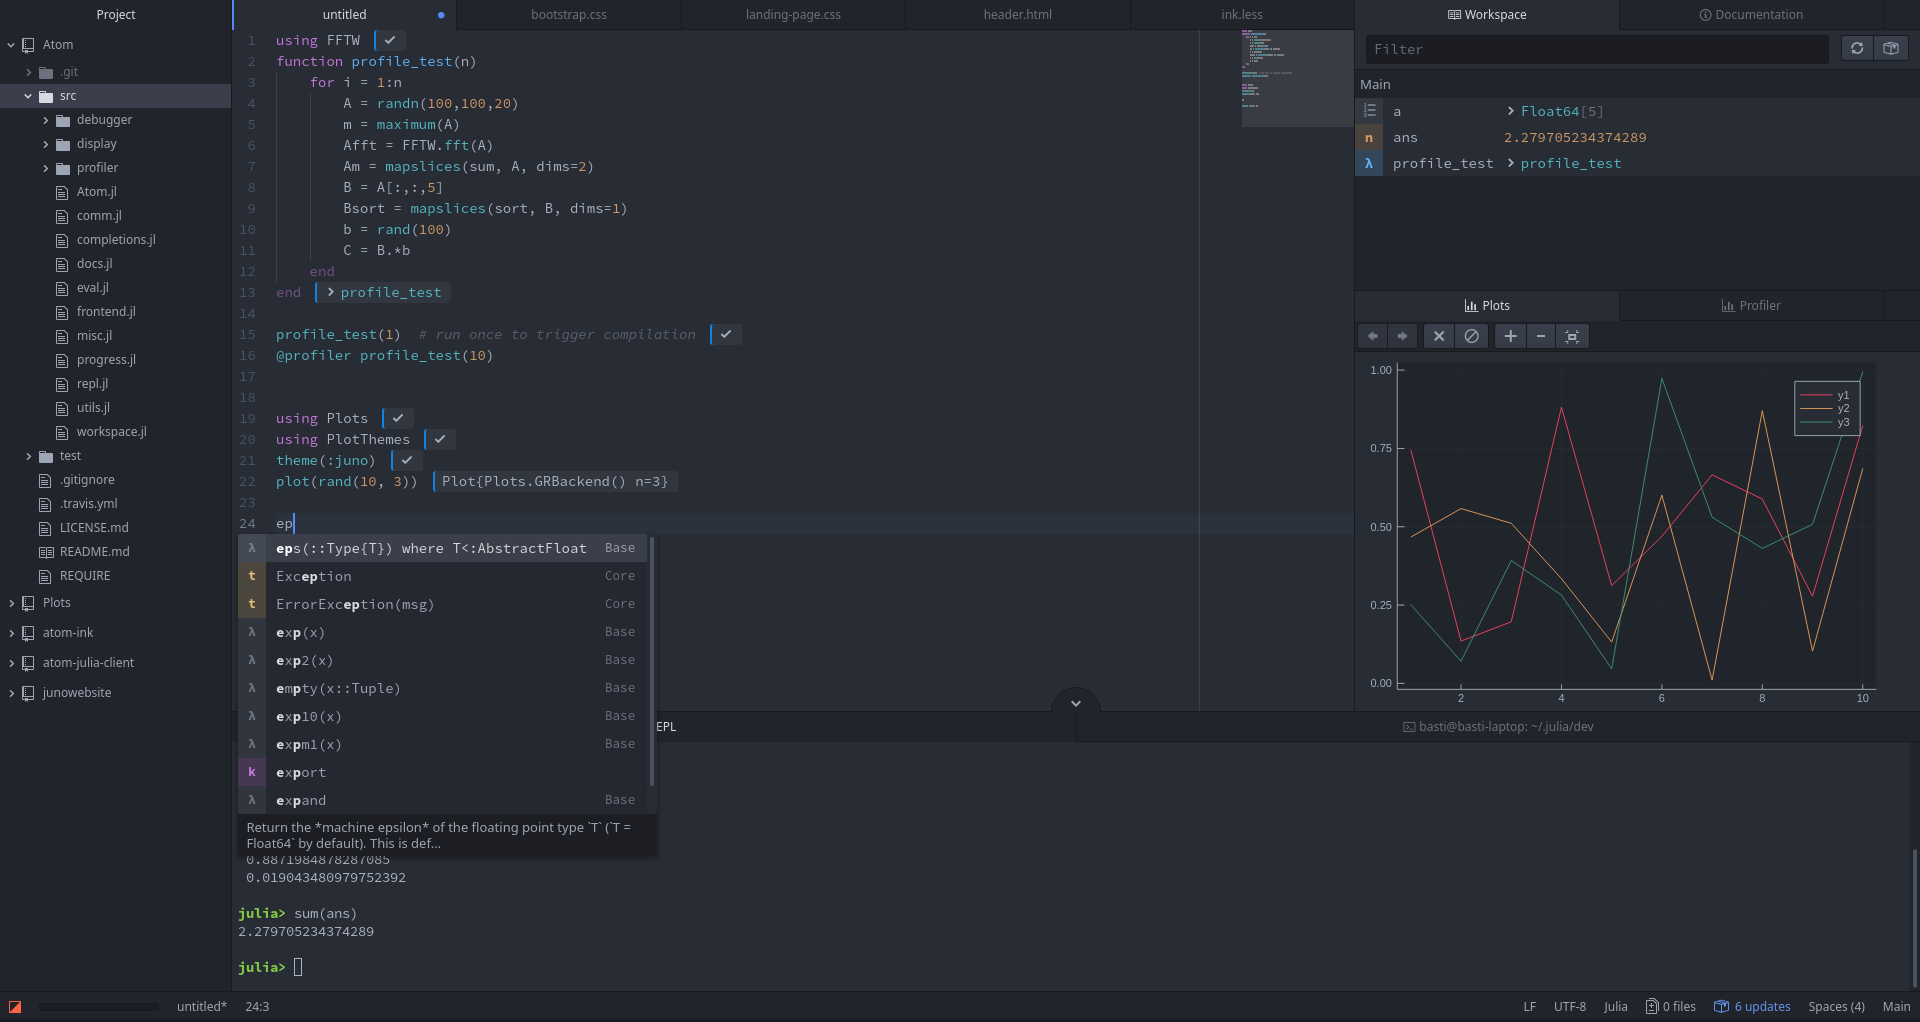 Project
Atom
.git
src
debugger
display
profiler
Atom.jl
comm.jl
completions.jl
docs.jl
eval.jl
frontend.jl
misc.jl
progress.jl
repl.jl
utils.jl
workspace.jl
test
.gitignore
.travis.yml
LICENSE.md
README.md
REQUIRE
Plots
atom-ink
atom-julia-client
junowebsite
untitled
bootstrap.css
landing-page.css
header.html
ink.less
1 using FFTW ✓
2 function profile_test(n)
3 for i = 1:n
4 A = randn(100,100,20)
5 m = maximum(A)
6 Afft = FFTW.fft(A)
7 Am = mapslices(sum, A, dims=2)
8 B = A[:,:,5]
9 Bsort = mapslices(sort, B, dims=1)
10 b = rand(100)
11 C = B.*b
12 end
13 end > profile_test
14
15 profile_test(1) # run once to trigger compilation ✓
16 @profiler profile_test(10)
17
18
19 using Plots ✓
20 using PlotThemes ✓
21 theme(:juno) ✓
22 plot(rand(10, 3)) Plot{Plots.GRBackend() n=3}
23
24 ep
λ eps(::Type{T}) where T<:AbstractFloat Base
t Exception Core
t ErrorException(msg) Core
λ exp(x) Base
λ exp2(x) Base
λ empty(x::Tuple) Base
λ exp10(x) Base
λ expm1(x) Base
k export
λ expand Base
Return the *machine epsilon* of the floating point type `T` (`T =
Float64` by default). This is def...
EPL
basti@basti-laptop: ~/.julia/dev
0.8871984878287085
0.019043480979752392
julia> sum(ans)
2.279705234374289
julia>
Workspace
Documentation
Filter
Main
a > Float64[5]
n ans 2.279705234374289
λ profile_test > profile_test
Plots
Profiler
1.00
0.75
0.50
0.25
0.00
2 4 6 8 10
y1
y2
y3
untitled* 24:3
LF UTF-8 Julia 0 files 6 updates Spaces (4) Main